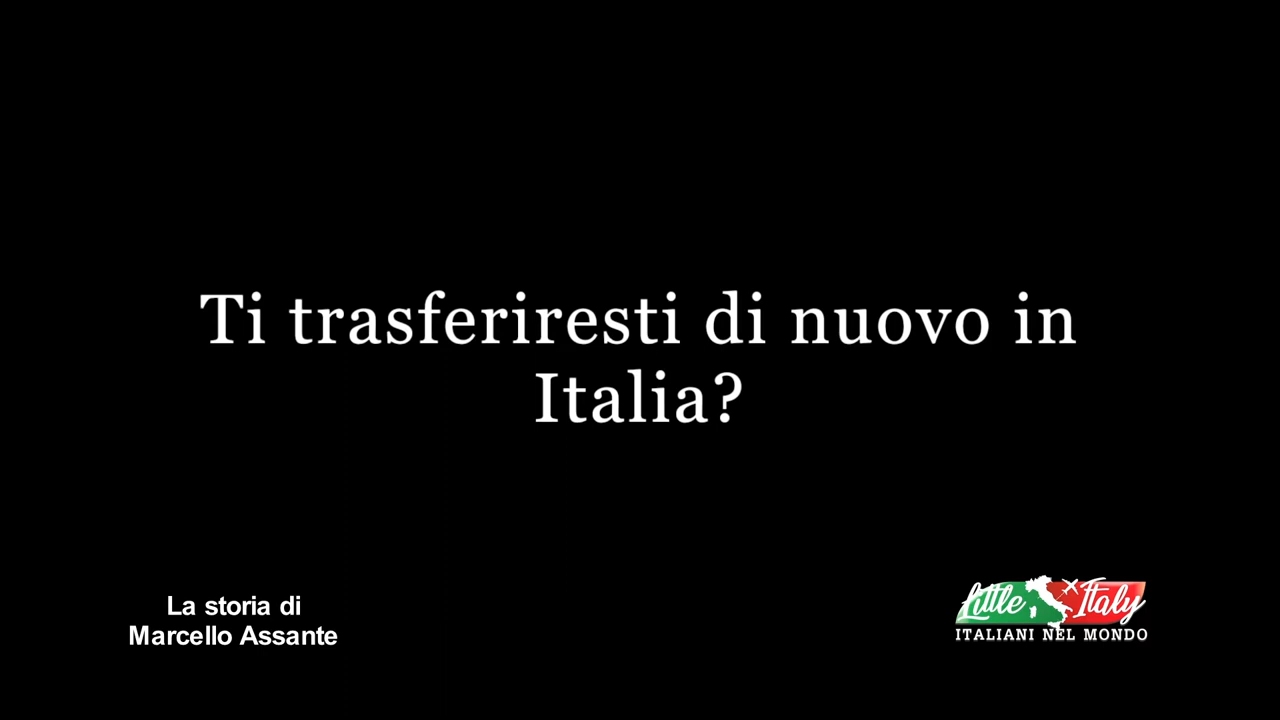 Ti trasferiresti di nuovo in
Italia?
La storia di
Marcello Assante
Little Italy
ITALIANI NEL MONDO